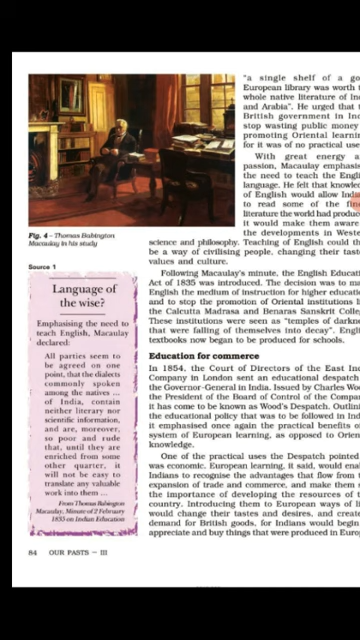 "a single shelf of a go
European library was worth t
whole native literature of In
and Arabia". He urged that t
British government in Ind
stop wasting public money
promoting Oriental learnin
for it was of no practical use
With great energy a
passion, Macaulay emphasis
the need to teach the Engli
language. He felt that knowle
of English would allow India
to read some of the fine
literature the world had produc
it would make them aware
the developments in Weste
science and philosophy. Teaching of English could th
be a way of civilising people, changing their taste
values and culture.
Following Macaulay's minute, the English Educati
Act of 1835 was introduced. The decision was to ma
English the medium of instruction for higher educatio
and to stop the promotion of Oriental institutions li
the Calcutta Madrasa and Benaras Sanskrit Colleg
These institutions were seen as "temples of darkne
that were falling of themselves into decay". Engli
textbooks now began to be produced for schools.
Education for commerce
In 1854, the Court of Directors of the East Ind
Company in London sent an educational despatch
the Governor-General in India. Issued by Charles Woo
the President of the Board of Control of the Compan
it has come to be known as Wood's Despatch. Outlini
the educational policy that was to be followed in Indi
it emphasised once again the practical benefits o
system of European learning, as opposed to Orien
knowledge.
One of the practical uses the Despatch pointed
was economic. European learning, it said, would enab
Indians to recognise the advantages that flow from t
expansion of trade and commerce, and make them s
the importance of developing the resources of t
country. Introducing them to European ways of li
would change their tastes and desires, and create
demand for British goods, for Indians would begin
appreciate and buy things that were produced in Europ
Fig. 4 – Thomas Babington
Macaulay in his study
Source 1
Language of
the wise?
Emphasising the need to
teach English, Macaulay
declared:
All parties seem to
be agreed on one
point, that the dialects
commonly spoken
among the natives ...
of India, contain
neither literary nor
scientific information,
and are, moreover,
so poor and rude
that, until they are
enriched from some
other quarter, it
will not be easy to
translate any valuable
work into them ...
From Thomas Babington
Macaulay, Minute of 2 February
1835 on Indian Education
84 OUR PASTS – III